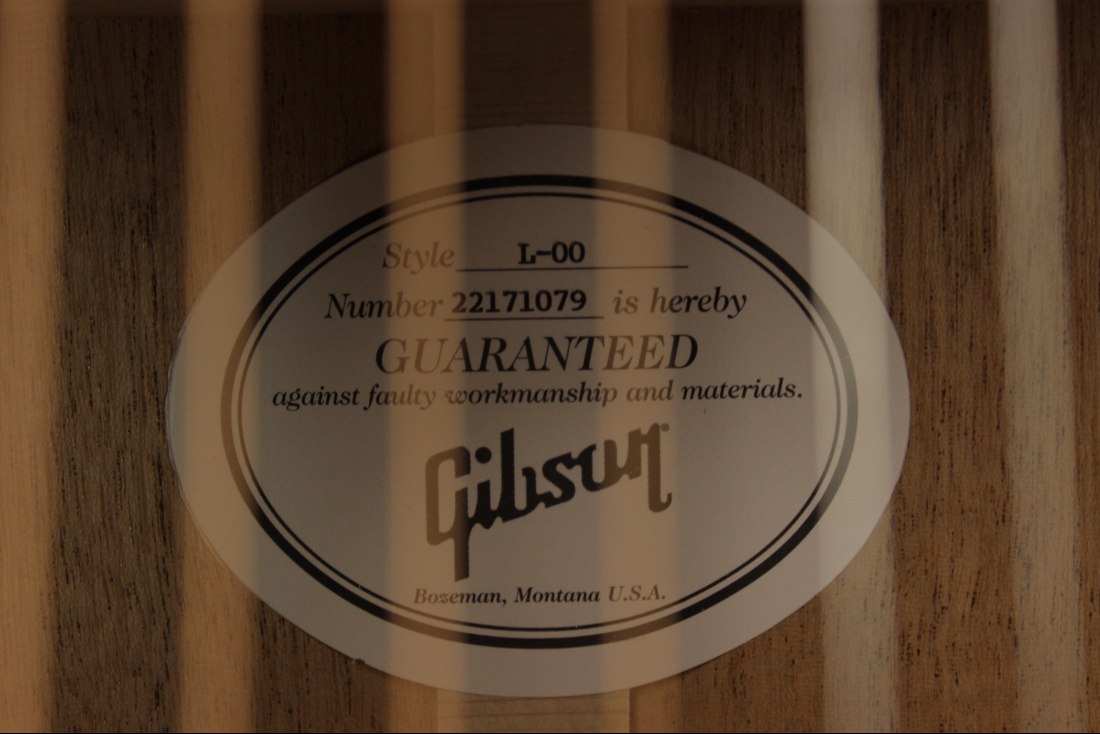 Style L-00
Number 22171079 is hereby
GUARANTEED
against faulty workmanship and materials.
Gibson®
Bozeman, Montana U.S.A.